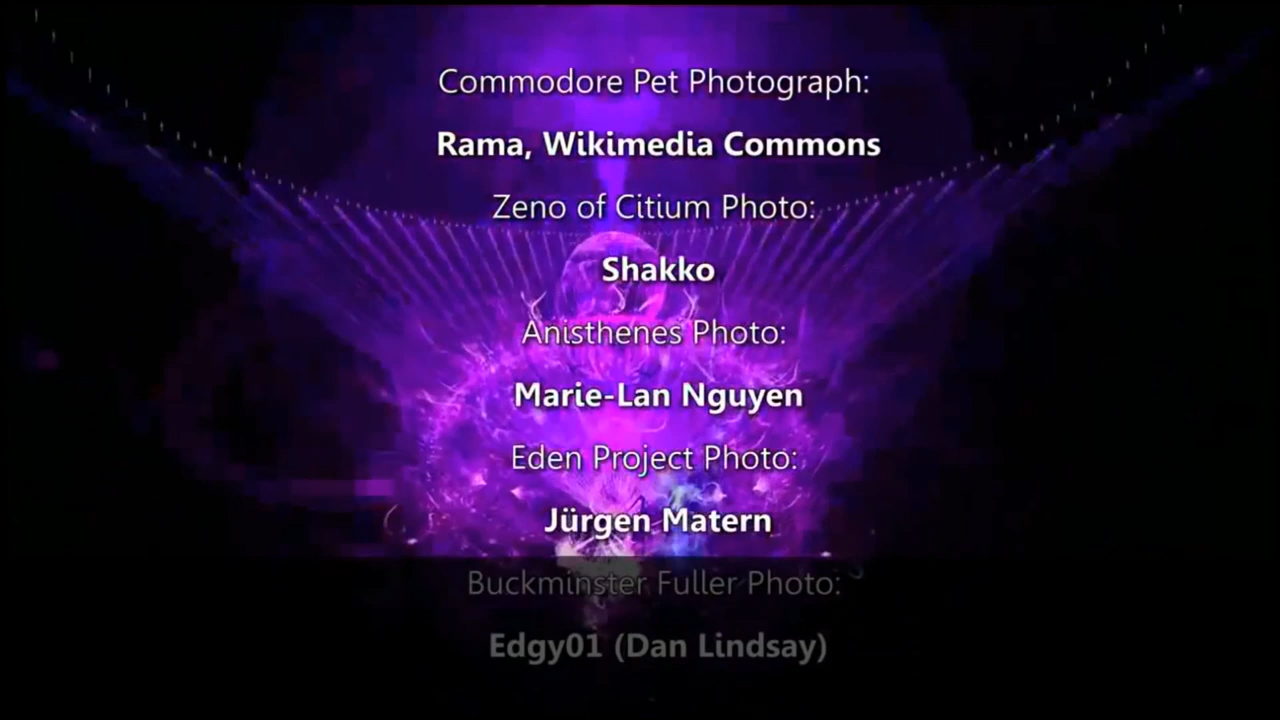 Commodore Pet Photograph:
Rama, Wikimedia Commons
Zeno of Citium Photo:
Shakko
Anisthenes Photo:
Marie-Lan Nguyen
Eden Project Photo:
Jürgen Matern
Buckminster Fuller Photo:
Edgy01 (Dan Lindsay)